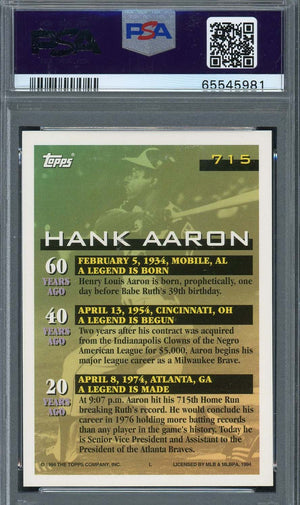 PSA
PSA
65545981
Topps
715
HANK AARON
60 YEARS AGO
FEBRUARY 5, 1934, MOBILE, AL
A LEGEND IS BORN
Henry Louis Aaron is born, prophetically, one
day before Babe Ruth's 39th birthday.
40 YEARS AGO
APRIL 13, 1954, CINCINNATI, OH
A LEGEND IS BEGUN
Two years after his contract was acquired
from the Indianapolis Clowns of the Negro
American League for $5,000, Aaron begins his
major league career as a Milwaukee Brave.
20 YEARS AGO
APRIL 8, 1974, ATLANTA, GA
A LEGEND IS MADE
At 9:07 p.m. Aaron hit his 715th Home Run
breaking Ruth's record. He would conclude his
career in 1976 holding more batting records
than any player in the game's history. Today he
is Senior Vice President and Assistant to the
President of the Atlanta Braves.
© 1994 THE TOPPS COMPANY, INC.
L
LICENSED BY MLB & MLBPA, 1994